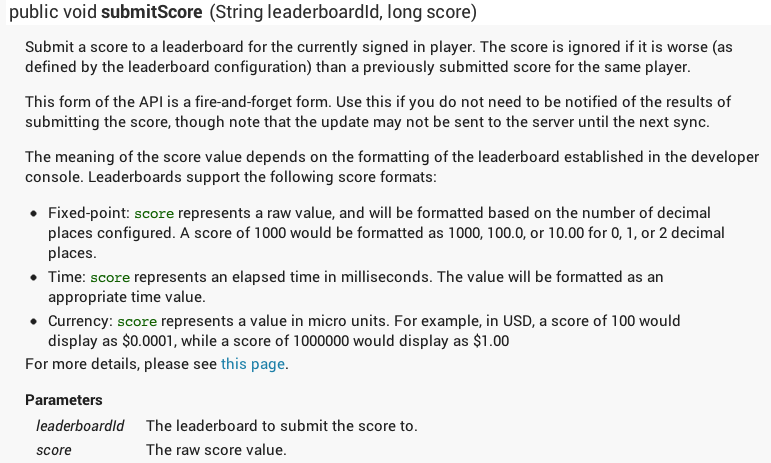 public void submitScore (String leaderboardId, long score)
Submit a score to a leaderboard for the currently signed in player. The score is ignored if it is worse (as
defined by the leaderboard configuration) than a previously submitted score for the same player.
This form of the API is a fire-and-forget form. Use this if you do not need to be notified of the results of
submitting the score, though note that the update may not be sent to the server until the next sync.
The meaning of the score value depends on the formatting of the leaderboard established in the developer
console. Leaderboards support the following score formats:
• Fixed-point: score represents a raw value, and will be formatted based on the number of decimal
places configured. A score of 1000 would be formatted as 1000, 100.0, or 10.00 for 0, 1, or 2 decimal
places.
• Time: score represents an elapsed time in milliseconds. The value will be formatted as an
appropriate time value.
• Currency: score represents a value in micro units. For example, in USD, a score of 100 would
display as $0.0001, while a score of 1000000 would display as $1.00
For more details, please see this page.
Parameters
leaderboardId The leaderboard to submit the score to.
score The raw score value.